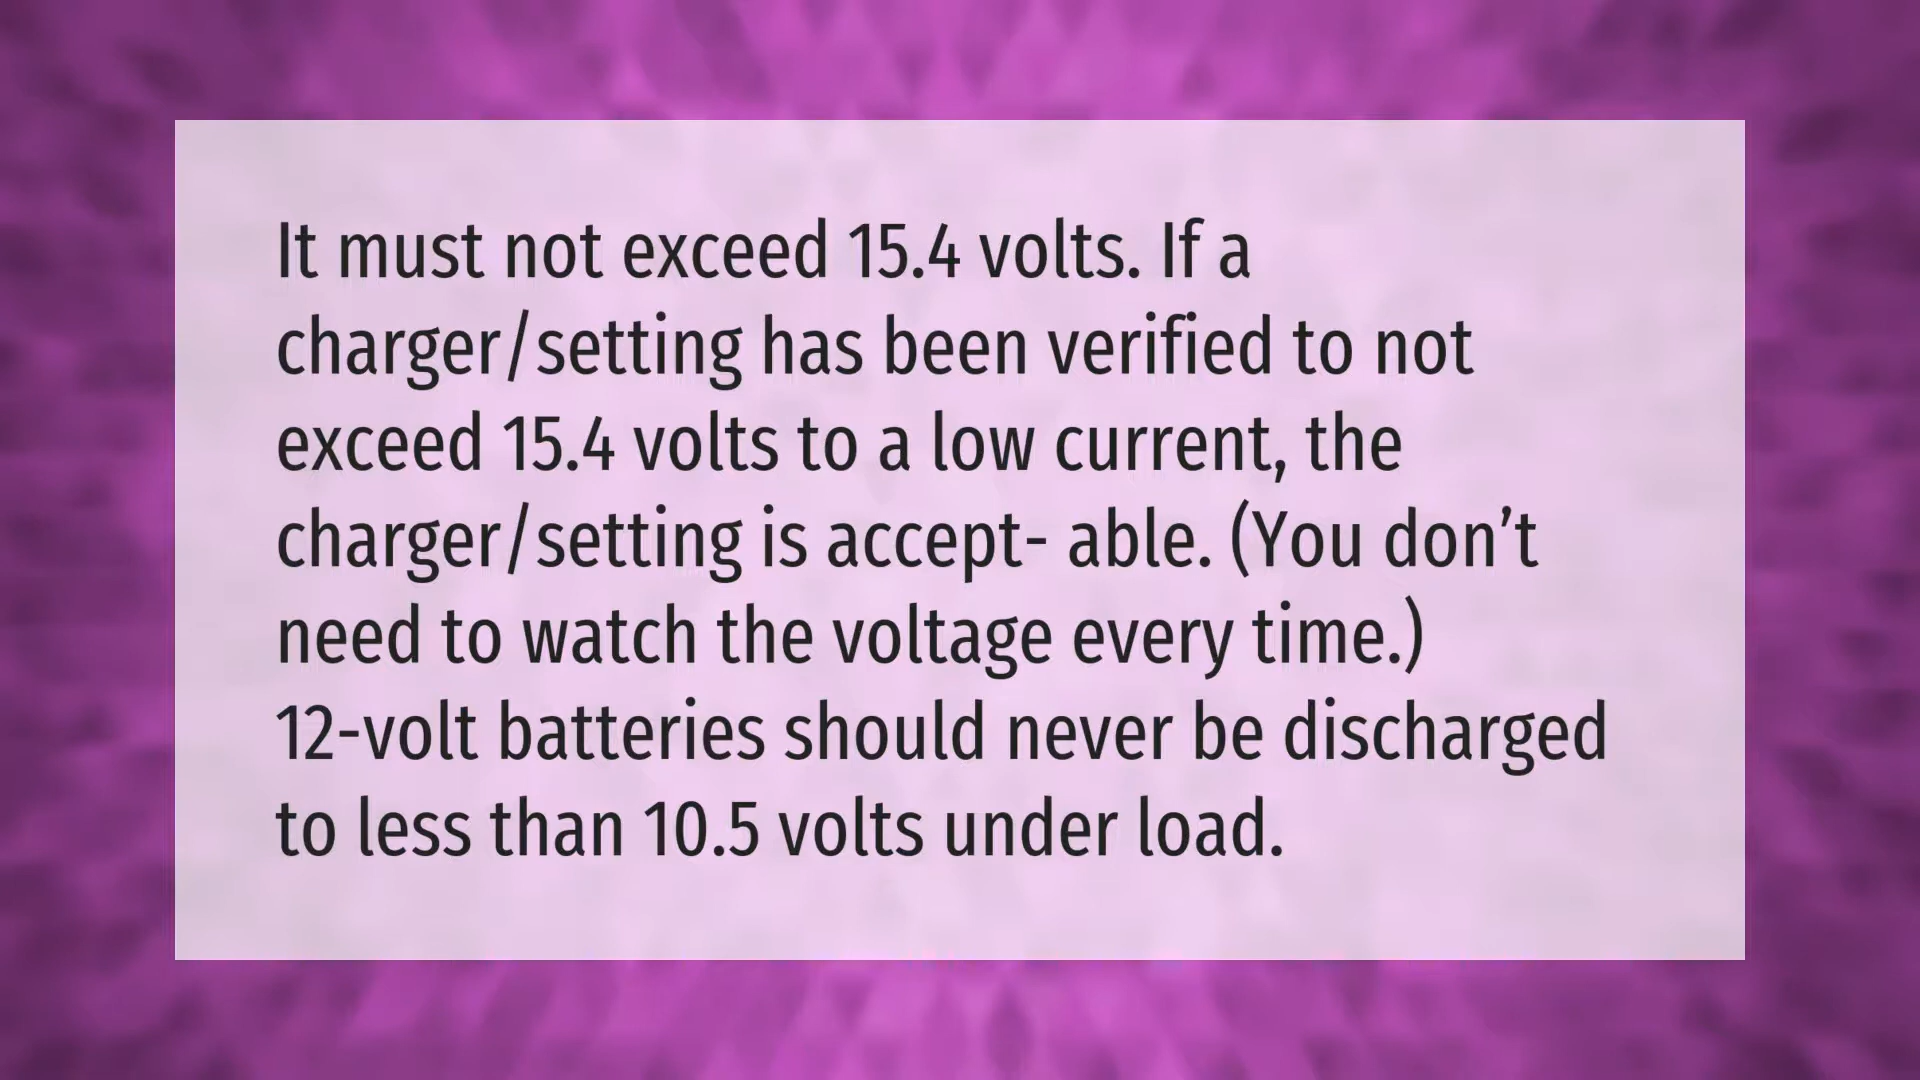 It must not exceed 15.4 volts. If a
charger/setting has been verified to not
exceed 15.4 volts to a low current, the
charger/setting is accept- able. (You don’t
need to watch the voltage every time.)
12-volt batteries should never be discharged
to less than 10.5 volts under load.